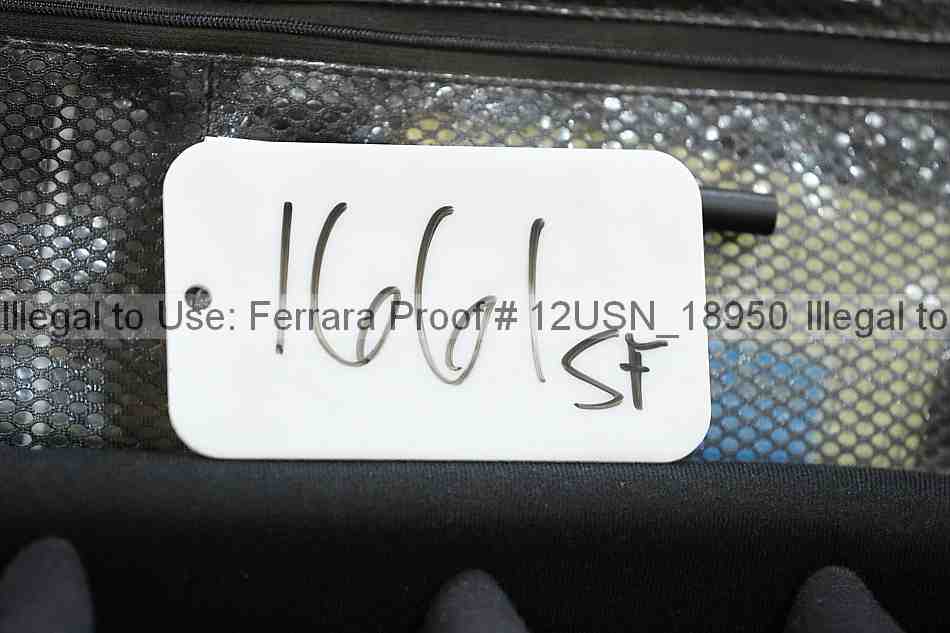 1661
SF
Illegal to Use: Ferrara Proof# 12USN_18950 Illegal to